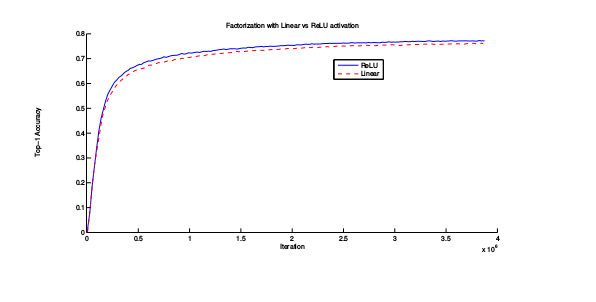 Factorization with Linear vs ReLU activation
0.8
0.7
0.6
0.5
0.4
0.3
0.2
0.1
0
Top−1 Accuracy
ReLU
Linear
0 0.5 1 1.5 2 2.5 3 3.5 4
Iteration
x 10^6